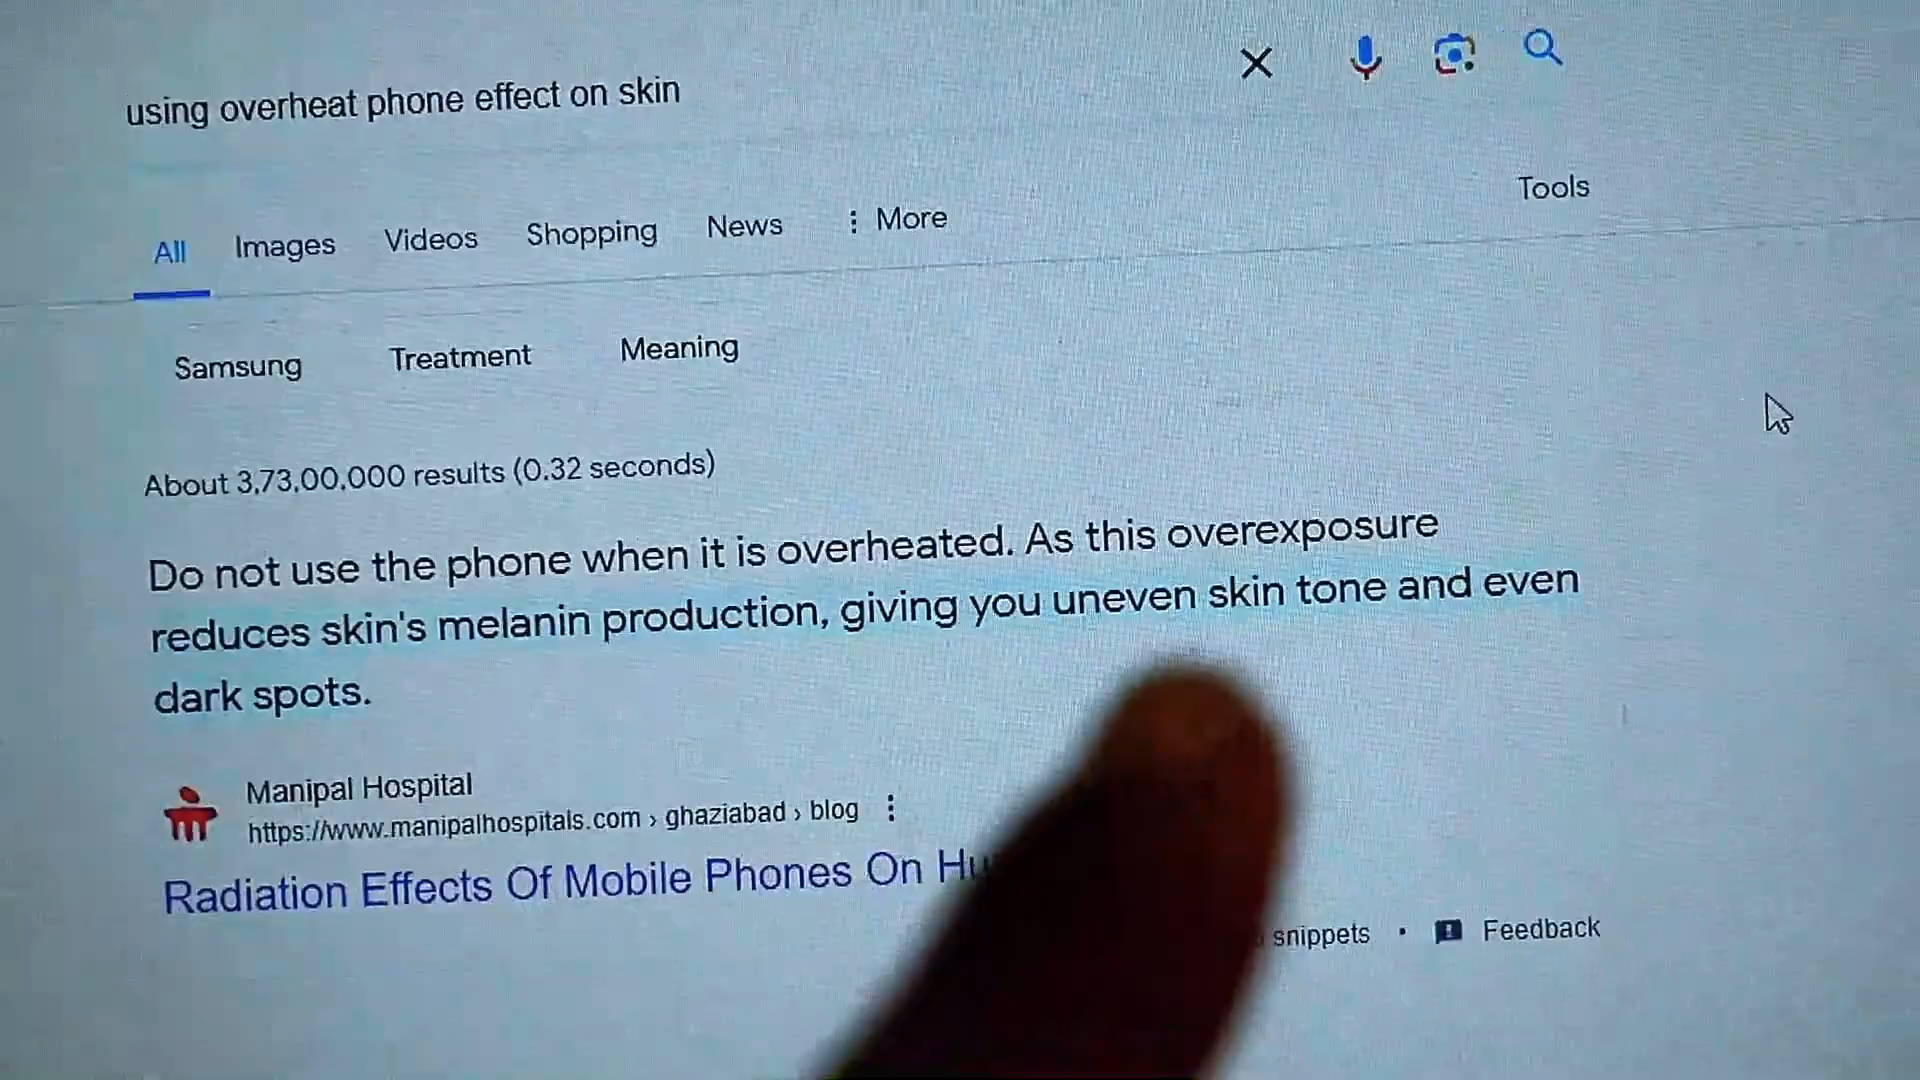 using overheat phone effect on skin
All Images Videos Shopping News More Tools
Samsung Treatment Meaning
About 3,73,00,000 results (0.32 seconds)
Do not use the phone when it is overheated. As this overexposure
reduces skin's melanin production, giving you uneven skin tone and even
dark spots.
Manipal Hospital
https://www.manipalhospitals.com › ghaziabad › blog
Radiation Effects Of Mobile Phones On
snippets • Feedback